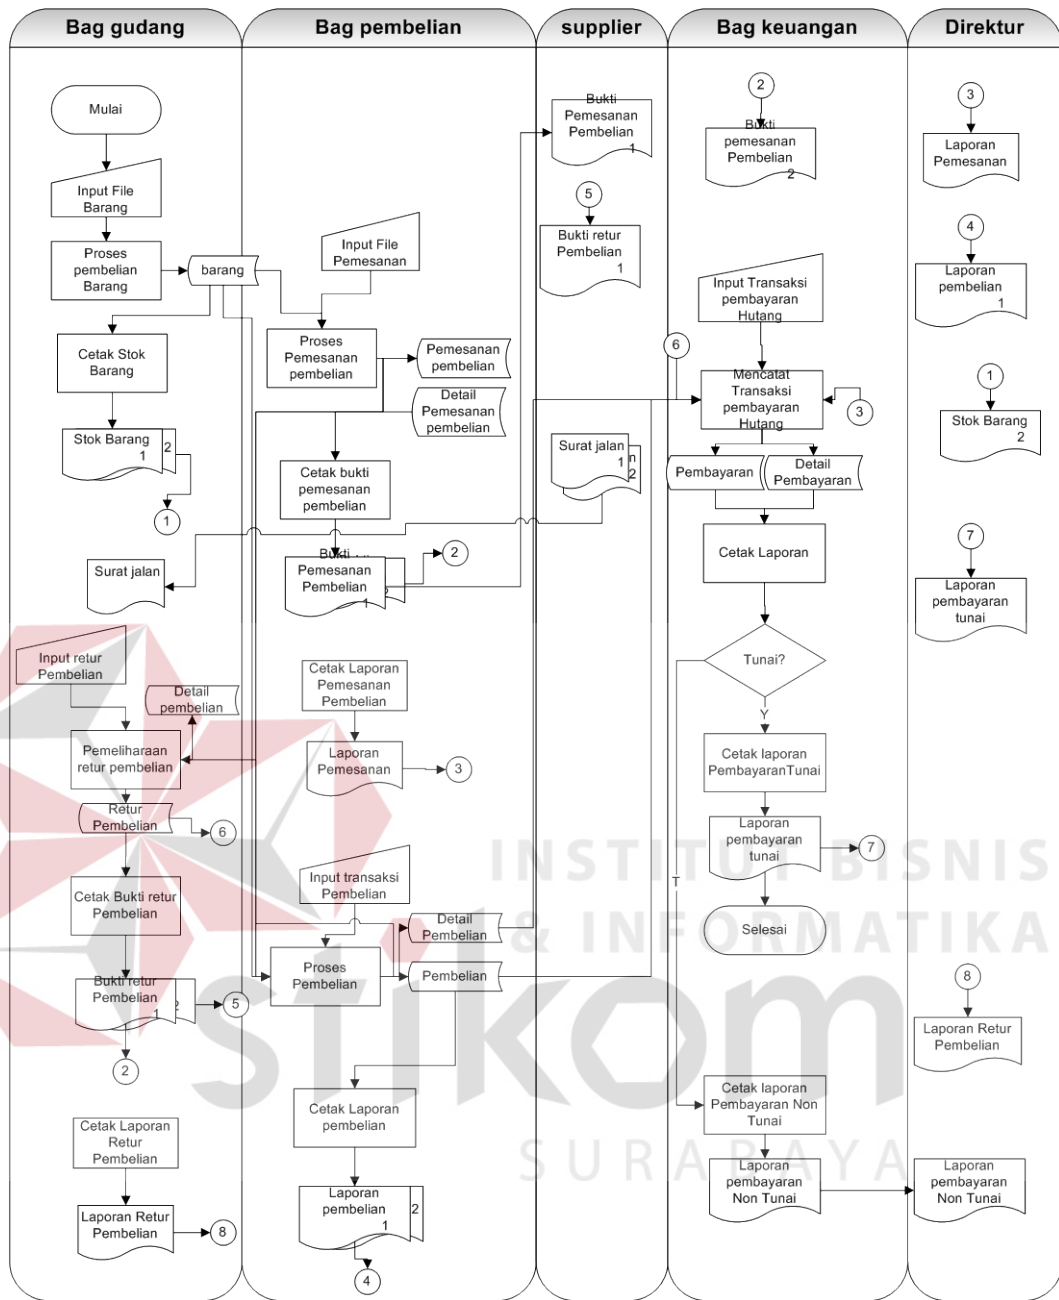 Bag gudang
Bag pembelian
supplier
Bag keuangan
Direktur
Mulai
Input File
Barang
Proses
pembelian
Barang
barang
Cetak Stok
Barang
Stok Barang
1
2
1
Surat jalan
Input retur
Pembelian
Detail
pembelian
Pemeliharaan
retur pembelian
Retur
Pembelian
6
Cetak Bukti retur
Pembelian
Bukti retur
Pembelian
1
2
5
2
Cetak Laporan
Retur
Pembelian
Laporan Retur
Pembelian
8
Input File
Pemesanan
Proses
Pemesanan
pembelian
Pemesanan
pembelian
Detail
Pemesanan
pembelian
Cetak bukti
pemesanan
pembelian
Bukti
Pemesanan
Pembelian
1
2
Cetak Laporan
Pemesanan
Pembelian
Laporan
Pemesanan
3
Input transaksi
Pembelian
Proses
Pembelian
Detail
Pembelian
Pembelian
Cetak Laporan
pembelian
Laporan
pembelian
1
2
4
Bukti
Pemesanan
Pembelian
1
5
Bukti retur
Pembelian
1
Surat jalan
1
n
2
2
Bukti
pemesanan
Pembelian
2
Input Transaksi
pembayaran
Hutang
6
Mencatat
Transaksi
pembayaran
Hutang
3
Pembayaran
Detail
Pembayaran
Cetak Laporan
Tunai?
Y
T
Cetak laporan
PembayaranTunai
Laporan
pembayaran
tunai
7
Selesai
Cetak laporan
Pembayaran Non
Tunai
Laporan
pembayaran
Non Tunai
3
Laporan
Pemesanan
4
Laporan
pembelian
1
1
Stok Barang
2
7
Laporan
pembayaran
tunai
8
Laporan Retur
Pembelian
Laporan
pembayaran
Non Tunai
INSTITUT BISNIS
& INFORMATIKA
stikom
SURABAYA